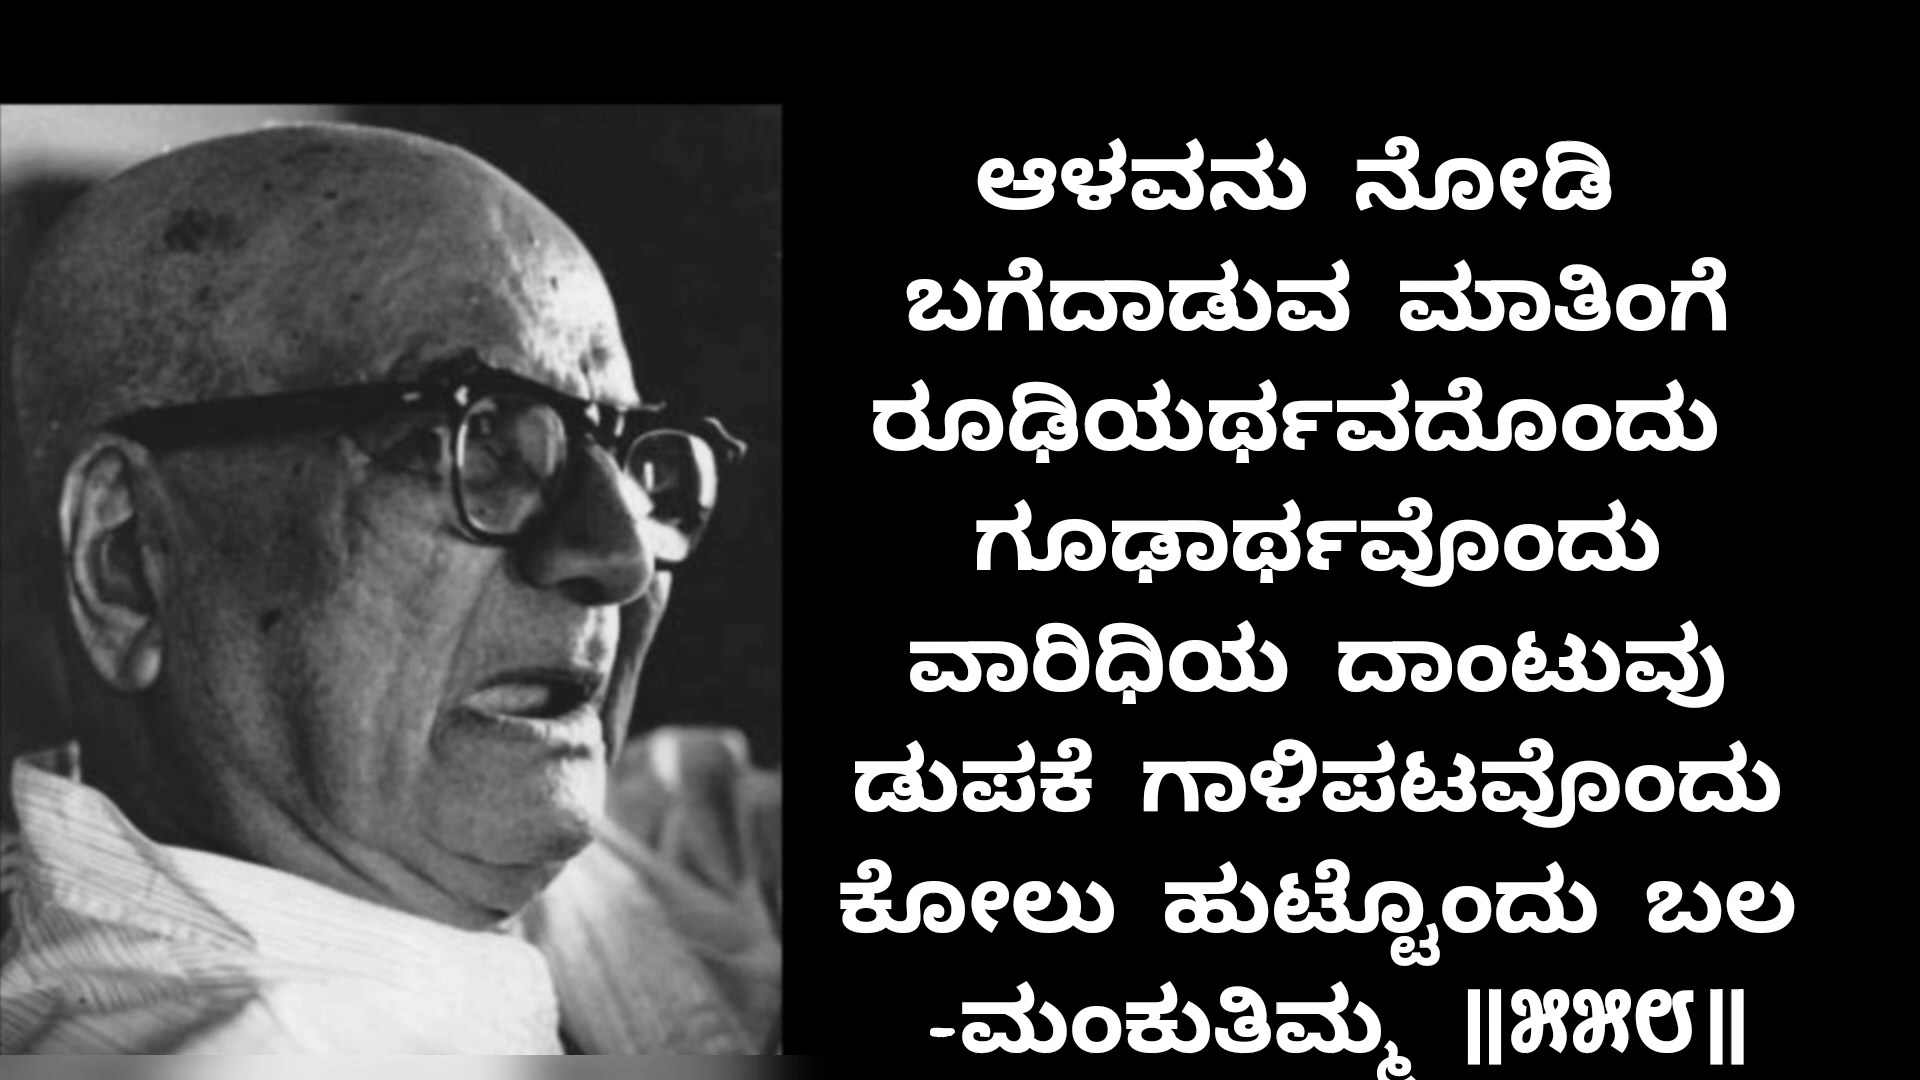 ಆಳವನು ನೋಡಿ
ಬಗೆದಾಡುವ ಮಾತಿಂಗೆ
ರೂಢಿಯರ್ಥವದೊಂದು
ಗೂಢಾರ್ಥವೊಂದು
ವಾರಿಧಿಯ ದಾಂಟುವು
ಡುಪಕೆ ಗಾಳಿಪಟವೊಂದು
ಕೋಲು ಹುಟ್ಟೊಂದು ಬಲ
-ಮಂಕುತಿಮ್ಮ ||೫೫೮||